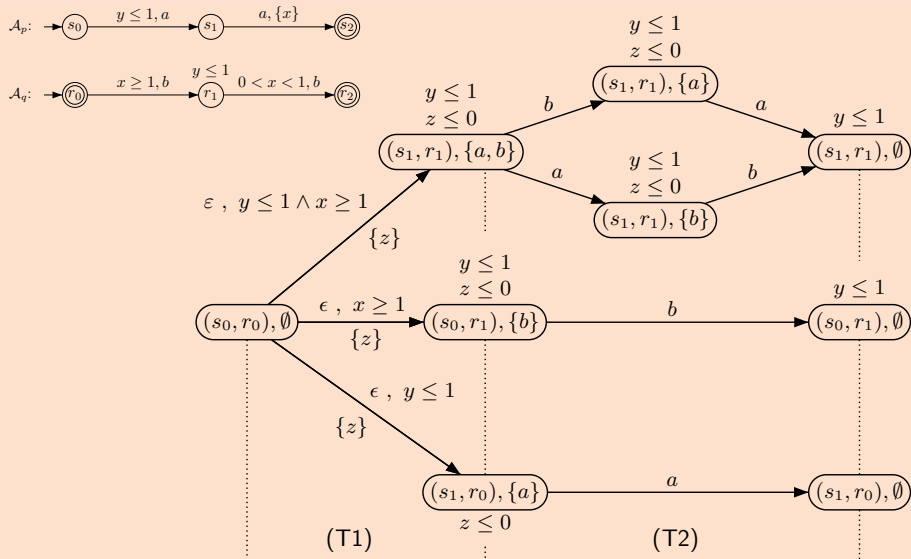 𝒜ₚ: s₀ y ≤ 1, a s₁ a, {x} s₂
y ≤ 1
𝒜_q: r₀ x ≥ 1, b r₁ 0 < x < 1, b r₂
y ≤ 1
z ≤ 0
(s₁, r₁), {a}
y ≤ 1
z ≤ 0
(s₁, r₁), {a, b}
b
a
a
b
y ≤ 1
z ≤ 0
(s₁, r₁), {b}
y ≤ 1
(s₁, r₁), ∅
ε , y ≤ 1 ∧ x ≥ 1
{z}
(s₀, r₀), ∅
ϵ , x ≥ 1
{z}
y ≤ 1
z ≤ 0
(s₀, r₁), {b}
b
y ≤ 1
(s₀, r₁), ∅
ϵ , y ≤ 1
{z}
(s₁, r₀), {a}
z ≤ 0
a
(s₁, r₀), ∅
(T1)
(T2)